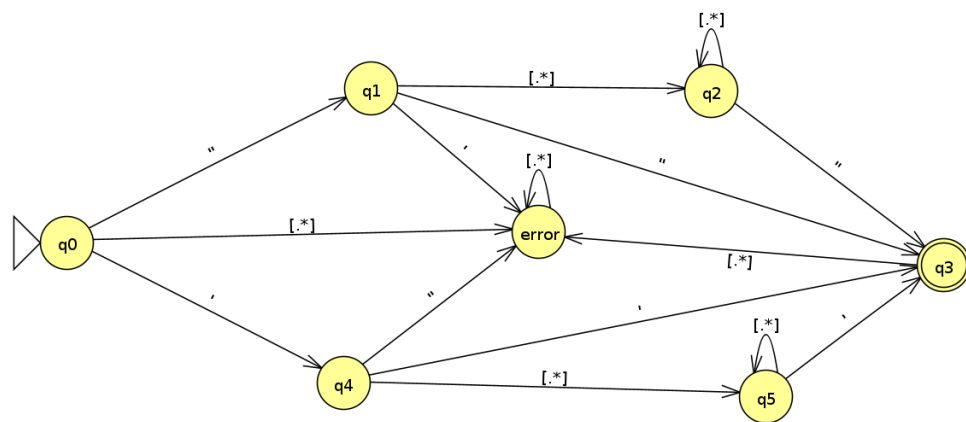 [.*]
q1
[.*]
q2
"
'
[.*]
"
"
q0
[.*]
error
[.*]
q3
'
"
'
[.*]
'
q4
[.*]
q5